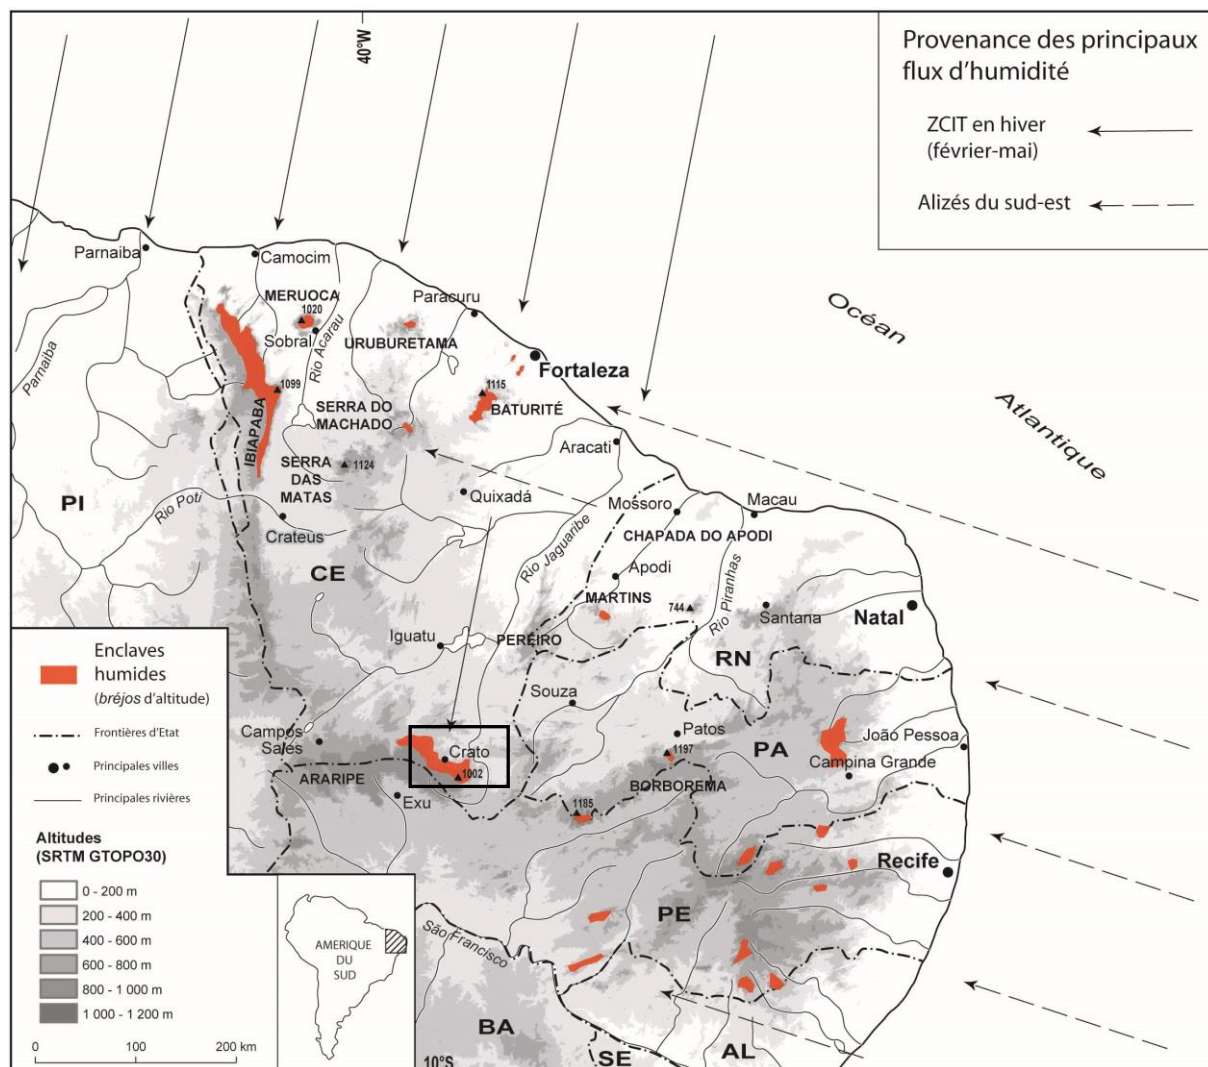 40°W
Provenance des principaux
flux d'humidité
ZCIT en hiver
(février-mai)
Alizés du sud-est
Océan
Atlantique
Parnaiba
Camocim
MERUOCA
1020
Sobral
Rio Acarau
Paracuru
URUBURETAMA
Parnaiba
Fortaleza
1099
1115
BATURITÉ
IBIAPABA
SERRA DO
MACHADO
SERRA
DAS
MATAS
1124
Aracati
Quixadá
PI
Rio Poti
Crateus
Mossoro
Macau
CHAPADA DO APODI
Rio Jaguaribe
CE
Apodi
MARTINS
744
Rio Piranhas
Santana
Natal
Iguatu
PEREIRO
RN
Souza
Patos
Campos
Sales
Crato
1002
ARARIPE
Exu
1197
PA
João Pessoa
Campina Grande
BORBOREMA
1185
Recife
PE
São Francisco
BA
SE
AL
10°S
Enclaves
humides
(bréjos d'altitude)
Frontières d'Etat
Principales villes
Principales rivières
Altitudes
(SRTM GTOPO30)
0 - 200 m
200 - 400 m
400 - 600 m
600 - 800 m
800 - 1 000 m
1 000 - 1 200 m
0
100
200 km
AMERIQUE
DU
SUD